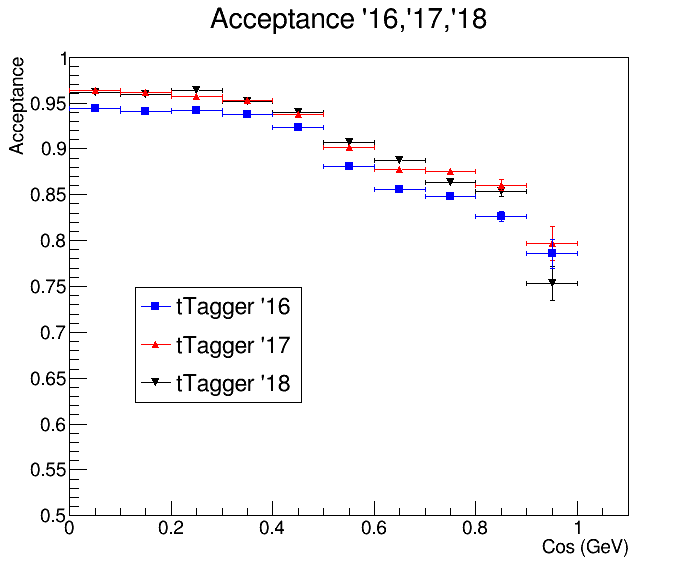 Acceptance '16,'17,'18
Acceptance
1
0.95
0.9
0.85
0.8
0.75
0.7
0.65
0.6
0.55
0.5
tTagger '16
tTagger '17
tTagger '18
0
0.2
0.4
0.6
0.8
1
Cos (GeV)